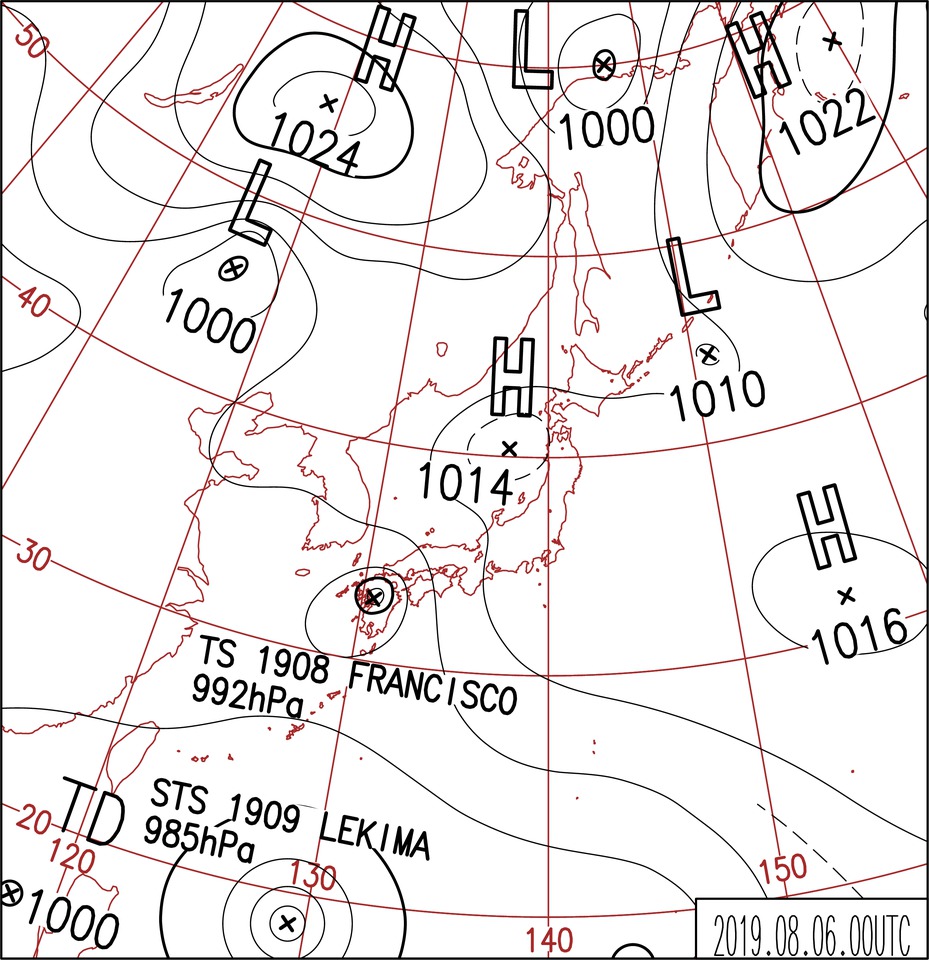 50
H
1024
L
1000
H
1022
L
1000
40
L
1010
H
1014
H
1016
30
TS 1908 FRANCISCO
992hPa
STS 1909 LEKIMA
985hPa
TD
20
120
1000
130
140
150
2019.08.06.00UTC